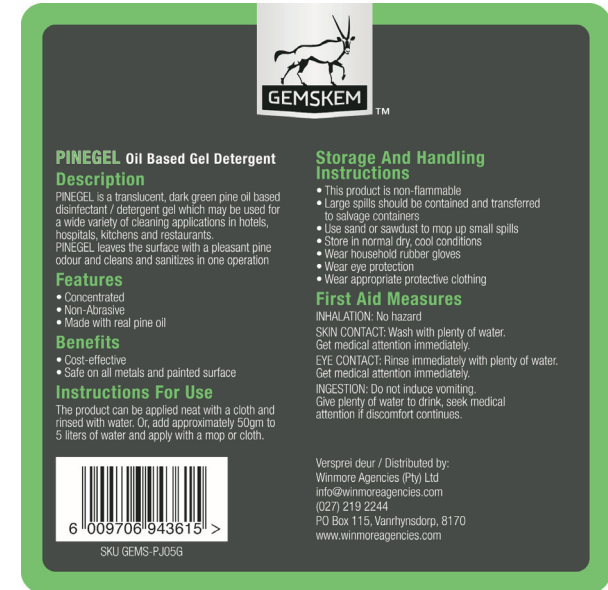 GEMSKEM
TM
PINEGEL Oil Based Gel Detergent
Description
PINEGEL is a translucent, dark green pine oil based
disinfectant / detergent gel which may be used for
a wide variety of cleaning applications in hotels,
hospitals, kitchens and restaurants.
PINEGEL leaves the surface with a pleasant pine
odour and cleans and sanitizes in one operation
Features
• Concentrated
• Non-Abrasive
• Made with real pine oil
Benefits
• Cost-effective
• Safe on all metals and painted surface
Instructions For Use
The product can be applied neat with a cloth and
rinsed with water. Or, add approximately 50gm to
5 liters of water and apply with a mop or cloth.
6 009706 943615 >
SKU GEMS-PJ05G
Storage And Handling
Instructions
• This product is non-flammable
• Large spills should be contained and transferred
to salvage containers
• Use sand or sawdust to mop up small spills
• Store in normal dry, cool conditions
• Wear household rubber gloves
• Wear eye protection
• Wear appropriate protective clothing
First Aid Measures
INHALATION: No hazard
SKIN CONTACT: Wash with plenty of water.
Get medical attention immediately.
EYE CONTACT: Rinse immediately with plenty of water.
Get medical attention immediately.
INGESTION: Do not induce vomiting.
Give plenty of water to drink, seek medical
attention if discomfort continues.
Versprei deur / Distributed by:
Winmore Agencies (Pty) Ltd
info@winmoreagencies.com
(027) 219 2244
PO Box 115, Vanrhynsdorp, 8170
www.winmoreagencies.com